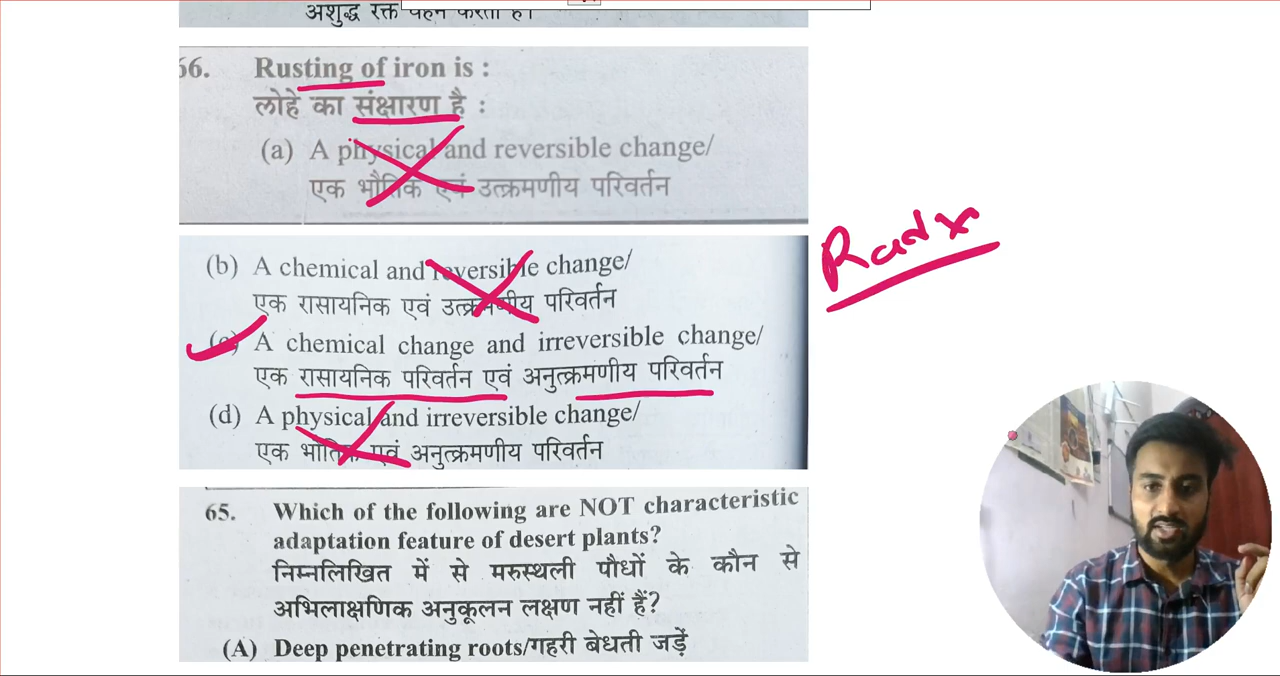 अशुद्ध रक्त वहन करता है।
66. Rusting of iron is :
लोहे का संक्षारण है :
(a) A physical and reversible change/
एक भौतिक एवं उत्क्रमणीय परिवर्तन
(b) A chemical and reversible change/
एक रासायनिक एवं उत्क्रमणीय परिवर्तन
(c) A chemical change and irreversible change/
एक रासायनिक परिवर्तन एवं अनुत्क्रमणीय परिवर्तन
(d) A physical and irreversible change/
एक भौतिक एवं अनुत्क्रमणीय परिवर्तन
65. Which of the following are NOT characteristic
adaptation feature of desert plants?
निम्नलिखित में से मरुस्थली पौधों के कौन से
अभिलाक्षणिक अनुकूलन लक्षण नहीं हैं?
(A) Deep penetrating roots/गहरी बेधती जड़ें